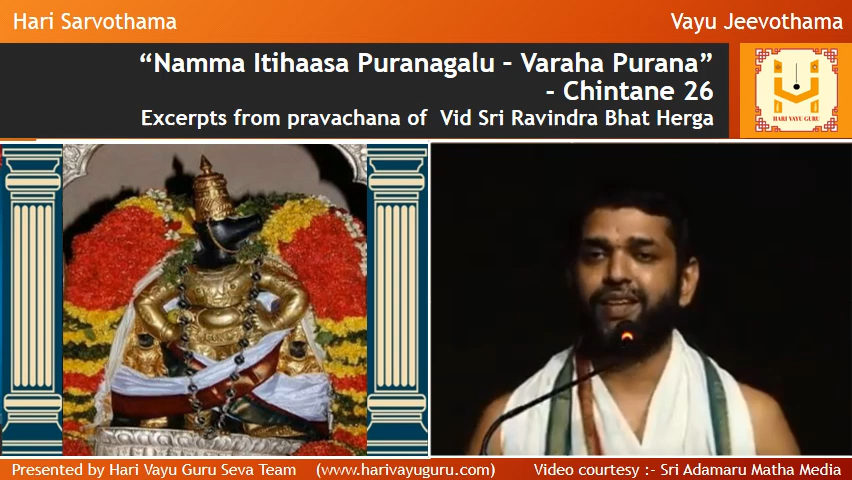 Hari Sarvothama
Vayu Jeevothama
“Namma Itihaasa Puranagalu – Varaha Purana”
- Chintane 26
Excerpts from pravachana of  Vid Sri Ravindra Bhat Herga
HARI VAYU GURU
Presented by Hari Vayu Guru Seva Team    (www.harivayuguru.com)
Video courtesy :- Sri Adamaru Matha Media